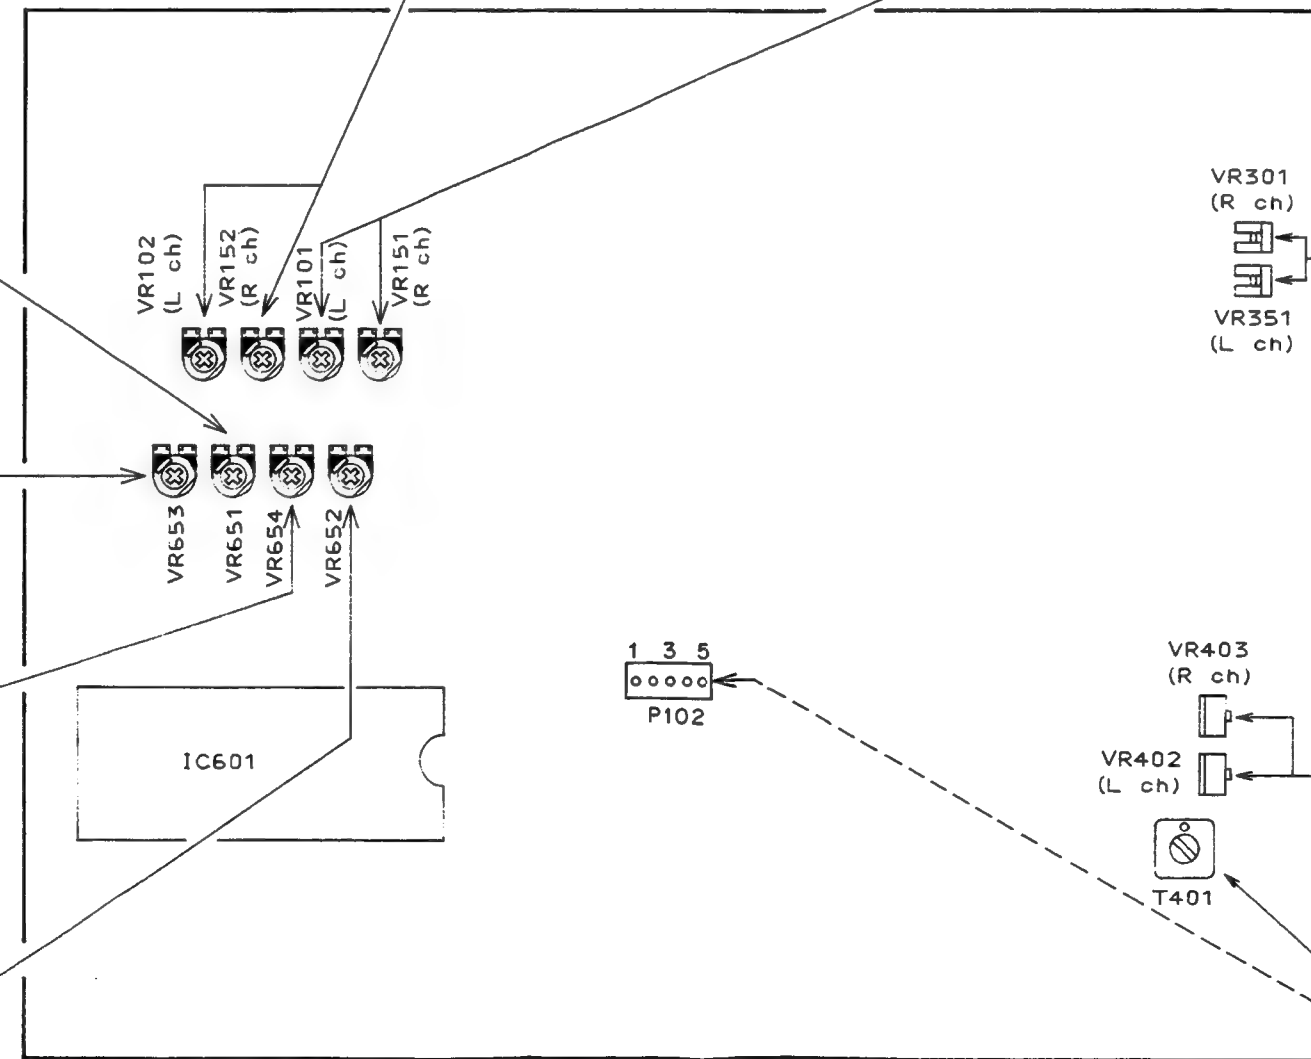 VR301
(R ch)
VR102
(L ch)
VR152
(R ch)
VR101
(L ch)
VR151
(R ch)
VR351
(L ch)
VR653
VR651
VR654
VR652
1 3 5
P102
VR403
(R ch)
IC601
VR402
(L ch)
T401